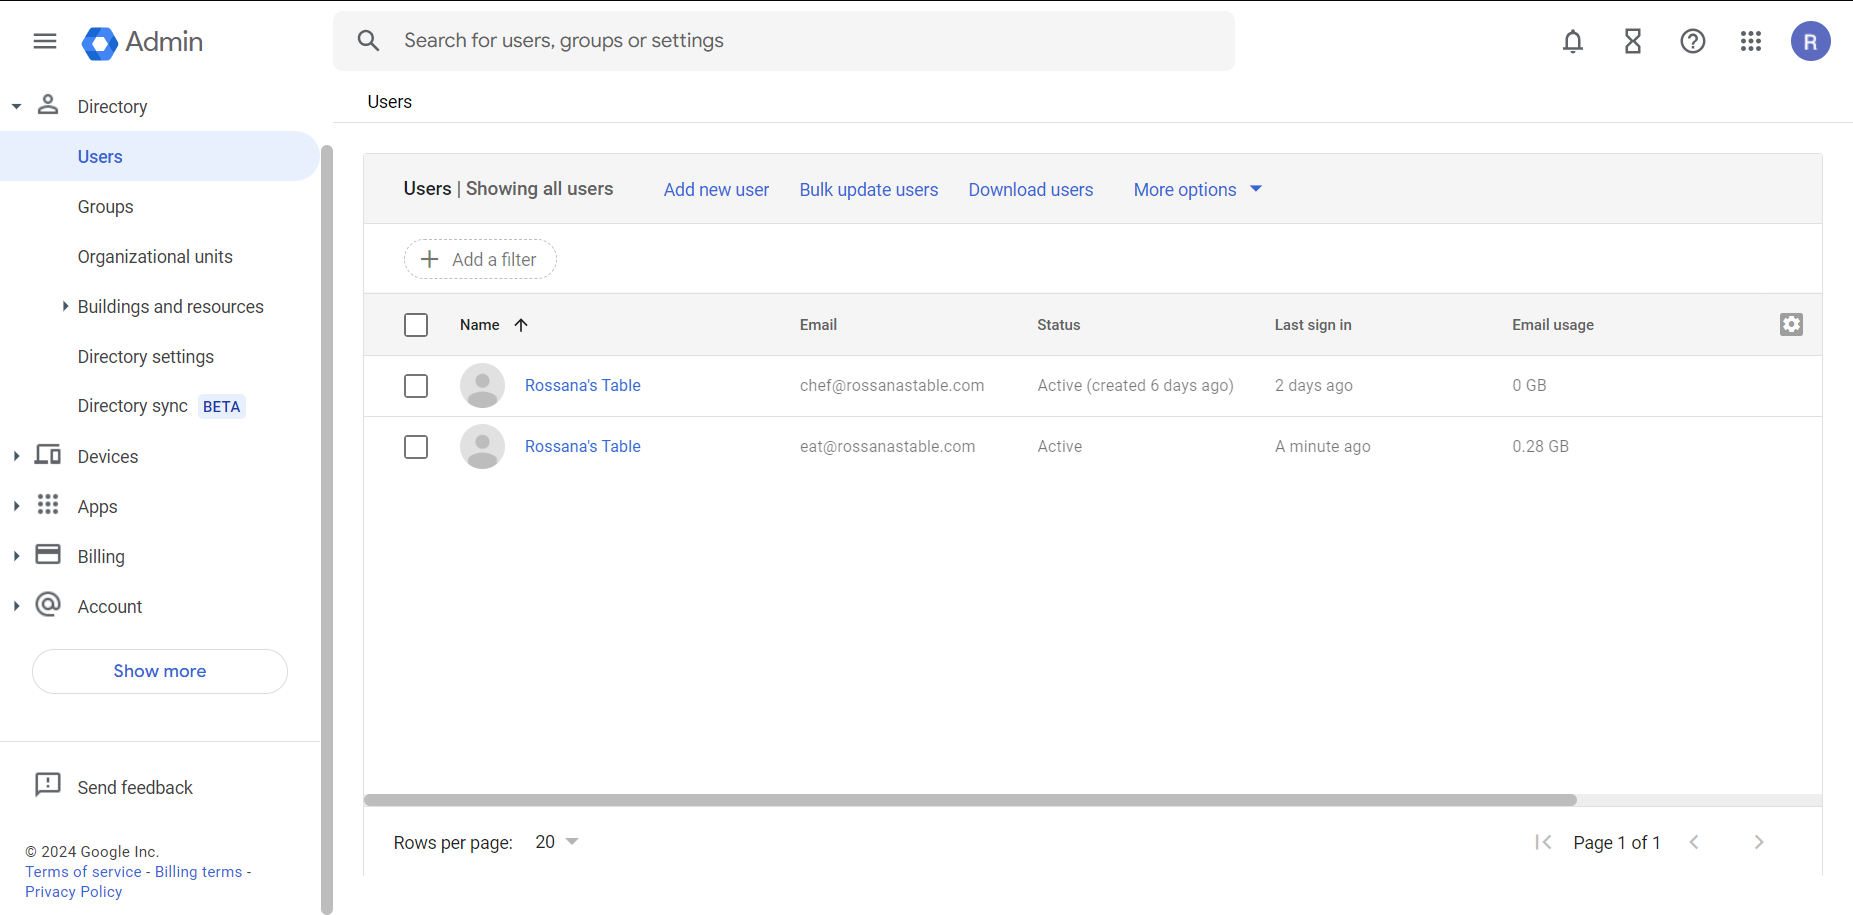 Admin
Search for users, groups or settings
R
Directory
Users
Groups
Organizational units
Buildings and resources
Directory settings
Directory sync BETA
Devices
Apps
Billing
Account
Show more
Send feedback
© 2024 Google Inc.
Terms of service - Billing terms -
Privacy Policy
Users
Users | Showing all users Add new user Bulk update users Download users More options
Add a filter
Name Email Status Last sign in Email usage
Rossana's Table chef@rossanastable.com Active (created 6 days ago) 2 days ago 0 GB
Rossana's Table eat@rossanastable.com Active A minute ago 0.28 GB
Rows per page: 20 Page 1 of 1